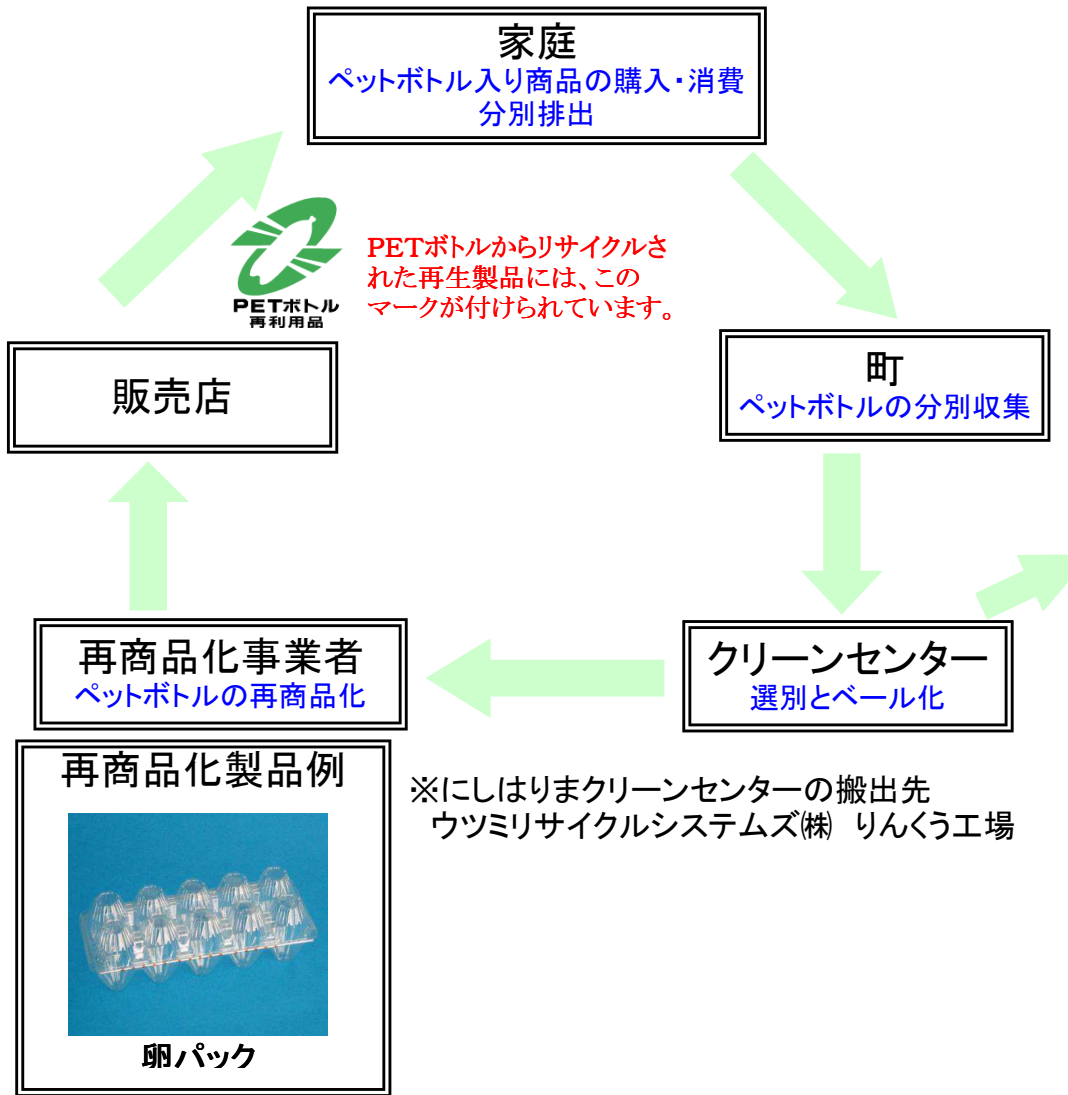 家庭
ペットボトル入り商品の購入・消費
分別排出
PETボトルからリサイクルさ
れた再生製品には、この
マークが付けられています。
PETボトル
再利用品
販売店
町
ペットボトルの分別収集
再商品化事業者
ペットボトルの再商品化
クリーンセンター
選別とベール化
再商品化製品例
卵パック
※にしはりまクリーンセンターの搬出先
ウツミリサイクルシステムズ㈱ りんくう工場